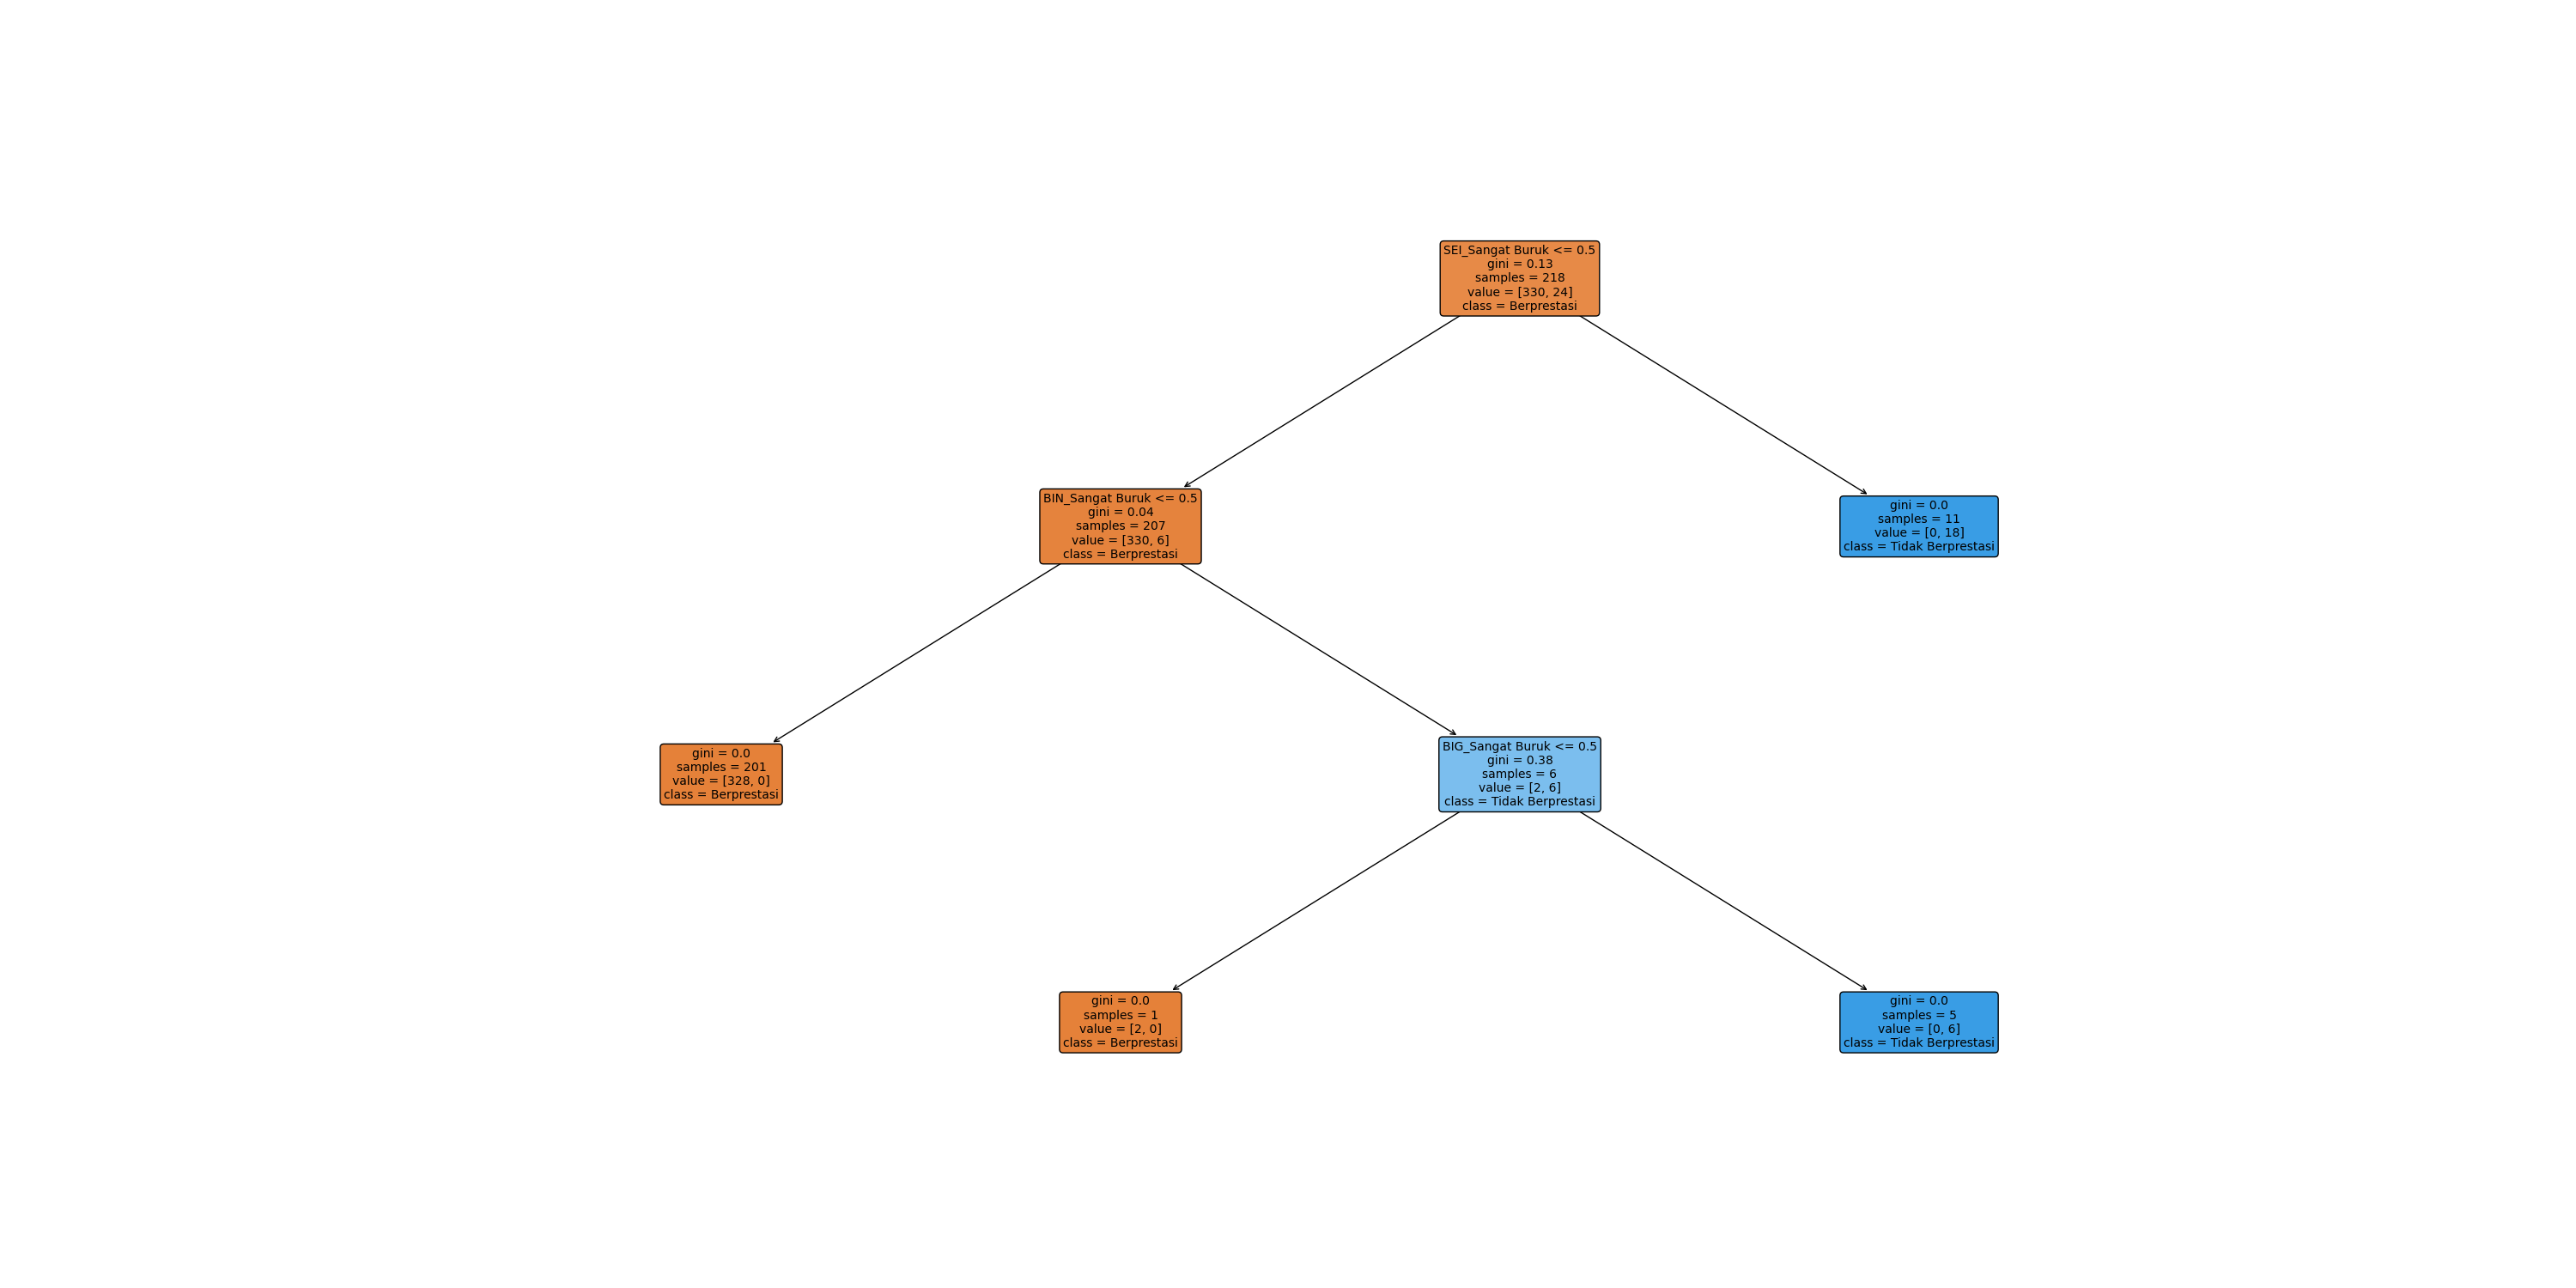 SEI_Sangat Buruk <= 0.5
gini = 0.13
samples = 218
value = [330, 24]
class = Berprestasi
BIN_Sangat Buruk <= 0.5
gini = 0.04
samples = 207
value = [330, 6]
class = Berprestasi
gini = 0.0
samples = 11
value = [0, 18]
class = Tidak Berprestasi
gini = 0.0
samples = 201
value = [328, 0]
class = Berprestasi
BIG_Sangat Buruk <= 0.5
gini = 0.38
samples = 6
value = [2, 6]
class = Tidak Berprestasi
gini = 0.0
samples = 1
value = [2, 0]
class = Berprestasi
gini = 0.0
samples = 5
value = [0, 6]
class = Tidak Berprestasi